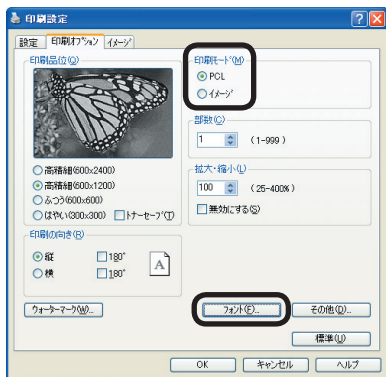 印刷設定
設定 印刷ｵﾌﾟｼｮﾝ ｲﾒｰｼﾞ
印刷品位(Q)
高精細(600x2400)
高精細(600x1200)
ふつう(600x600)
はやい(300x300) トナーセーブ(T)
印刷の向き(R)
縦 180°
横 180°
A
ウォーターマーク(W)...
印刷ﾓｰﾄﾞ(M)
PCL
ｲﾒｰｼﾞ
部数(C)
1 (1-999)
拡大・縮小(L)
100 (25-400%)
無効にする(S)
フォント(F)... その他(D)...
標準(U)
OK キャンセル ヘルプ